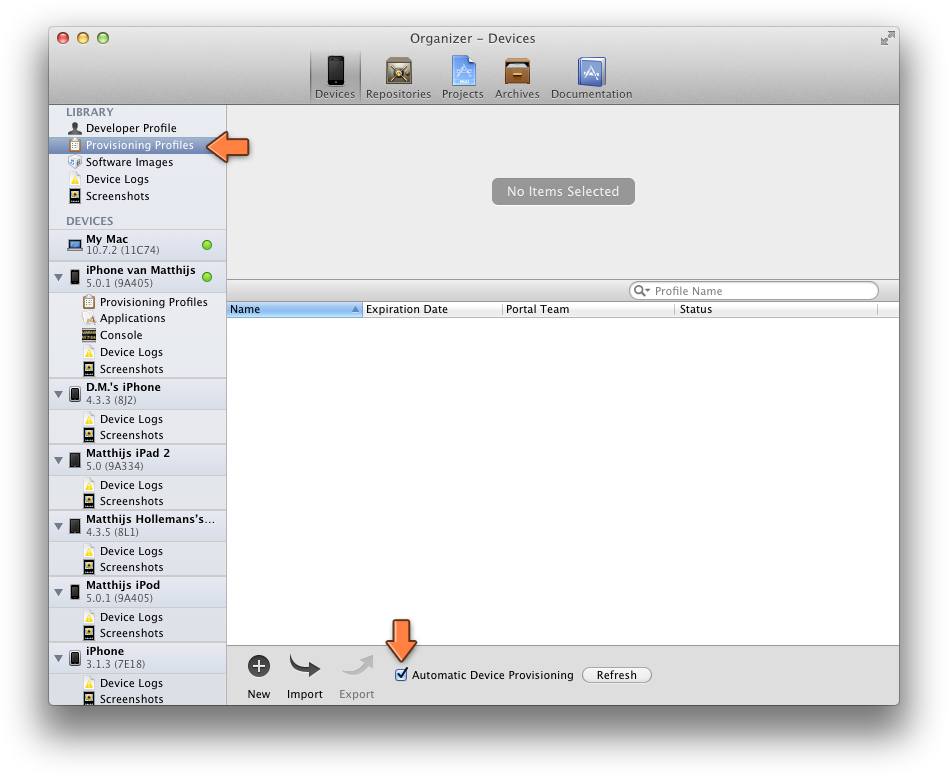 Organizer – Devices
Devices Repositories Projects Archives Documentation
LIBRARY
Developer Profile
Provisioning Profiles
Software Images
Device Logs
Screenshots
DEVICES
My Mac
10.7.2 (11C74)
iPhone van Matthijs
5.0.1 (9A405)
Provisioning Profiles
Applications
Console
Device Logs
Screenshots
D.M.'s iPhone
4.3.3 (8J2)
Device Logs
Screenshots
Matthijs iPad 2
5.0 (9A334)
Device Logs
Screenshots
Matthijs Hollemans's...
4.3.5 (8L1)
Device Logs
Screenshots
Matthijs iPod
5.0.1 (9A405)
Device Logs
Screenshots
iPhone
3.1.3 (7E18)
Device Logs
Screenshots
No Items Selected
Profile Name
Name Expiration Date Portal Team Status
New Import Export Automatic Device Provisioning Refresh